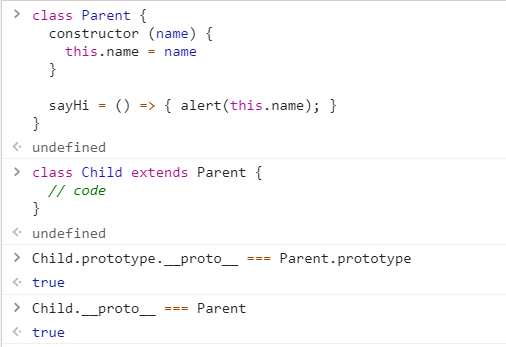 > class Parent {
constructor (name) {
this.name = name
}
sayHi = () => { alert(this.name); }
}
<· undefined
> class Child extends Parent {
// code
}
<· undefined
> Child.prototype.__proto__ === Parent.prototype
<· true
> Child.__proto__ === Parent
<· true